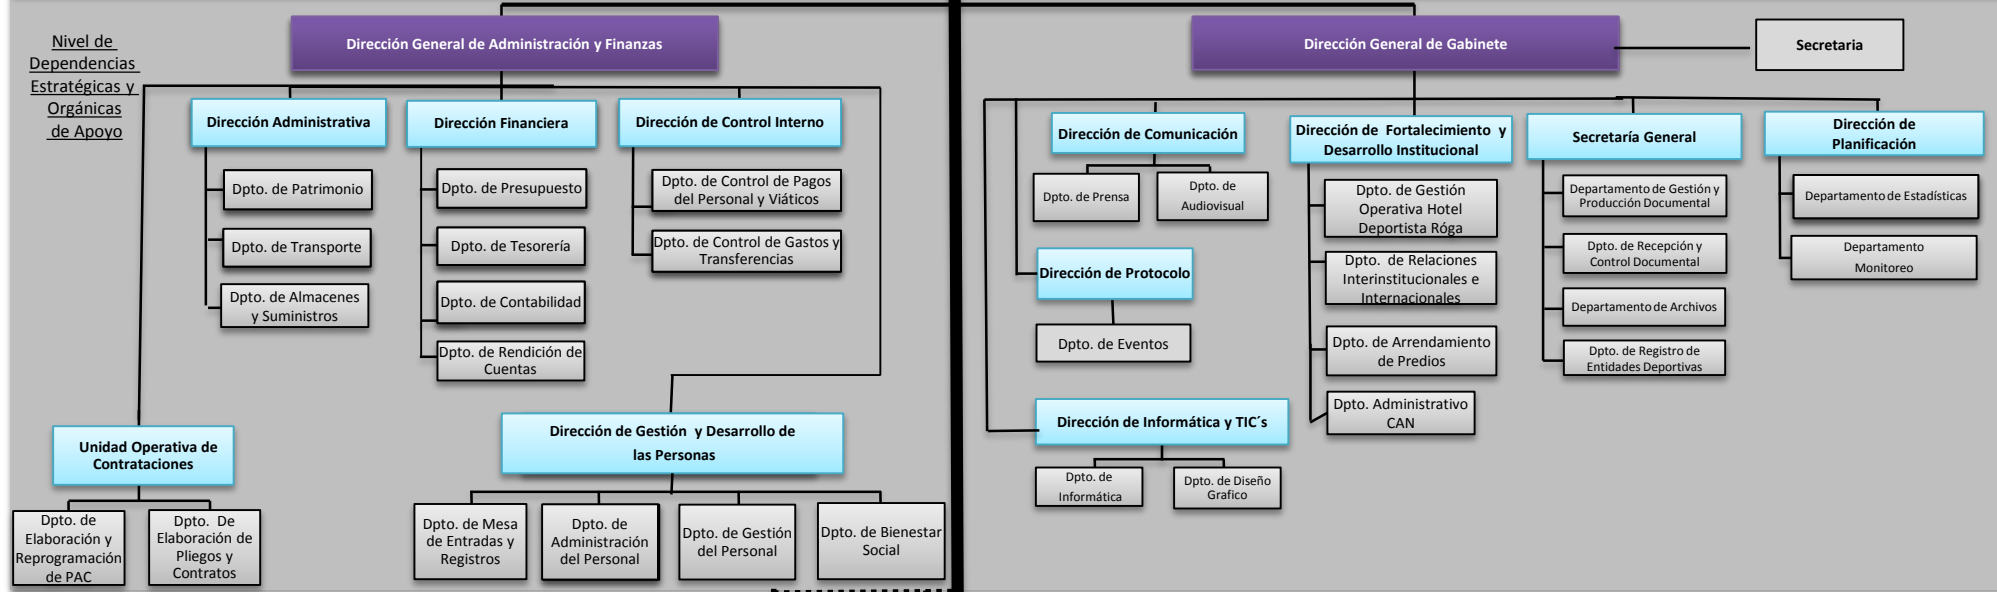 Nivel de
Dependencias
Estratégicas y
Orgánicas
de Apoyo
Dirección General de Administración y Finanzas
Dirección Administrativa
Dpto. de Patrimonio
Dpto. de Transporte
Dpto. de Almacenes
y Suministros
Dirección Financiera
Dpto. de Presupuesto
Dpto. de Tesorería
Dpto. de Contabilidad
Dpto. de Rendición de
Cuentas
Dirección de Control Interno
Dpto. de Control de Pagos
del Personal y Viáticos
Dpto. de Control de Gastos y
Transferencias
Unidad Operativa de
Contrataciones
Dpto. de
Elaboración y
Reprogramación
de PAC
Dpto. De
Elaboración de
Pliegos y
Contratos
Dirección de Gestión y Desarrollo de
las Personas
Dpto. de Mesa
de Entradas y
Registros
Dpto. de
Administración
del Personal
Dpto. de Gestión
del Personal
Dpto. de Bienestar
Social
Dirección General de Gabinete
Secretaria
Dirección de Comunicación
Dpto. de Prensa
Dpto. de
Audiovisual
Dirección de Protocolo
Dpto. de Eventos
Dirección de Informática y TIC´s
Dpto. de
Informática
Dpto. de Diseño
Grafico
Dirección de Fortalecimiento y
Desarrollo Institucional
Dpto. de Gestión
Operativa Hotel
Deportista Róga
Dpto. de Relaciones
Interinstitucionales e
Internacionales
Dpto. de Arrendamiento
de Predios
Dpto. Administrativo
CAN
Secretaría General
Departamento de Gestión y
Producción Documental
Dpto. de Recepción y
Control Documental
Departamento de Archivos
Dpto. de Registro de
Entidades Deportivas
Dirección de
Planificación
Departamento de Estadísticas
Departamento
Monitoreo